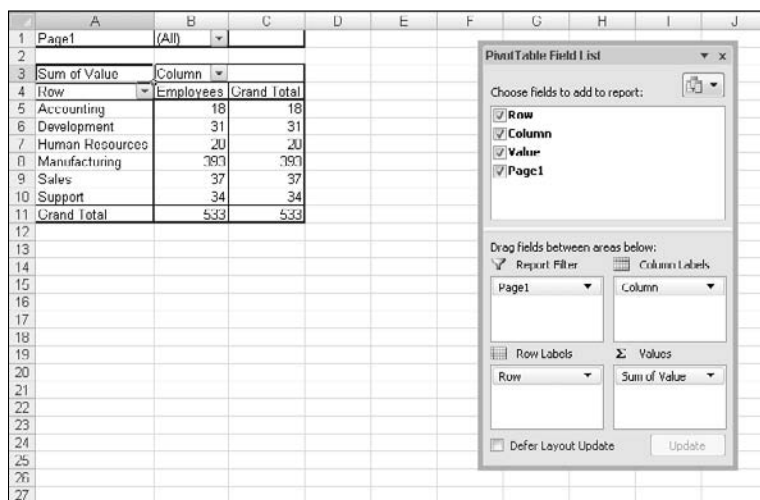 A B C D E F G H I J
1 Page1 (All)
2
3 Sum of Value Column
4 Row Employees Grand Total
5 Accounting 18 18
6 Development 31 31
7 Human Resources 20 20
8 Manufacturing 393 393
9 Sales 37 37
10 Support 34 34
11 Grand Total 533 533
12
13
14
15
16
17
18
19
20
21
22
23
24
25
26
27
PivotTable Field List
Choose fields to add to report:
Row
Column
Value
Page1
Drag fields between areas below:
Report Filter Column Labels
Page1 Column
Row Labels Σ Values
Row Sum of Value
Defer Layout Update Update